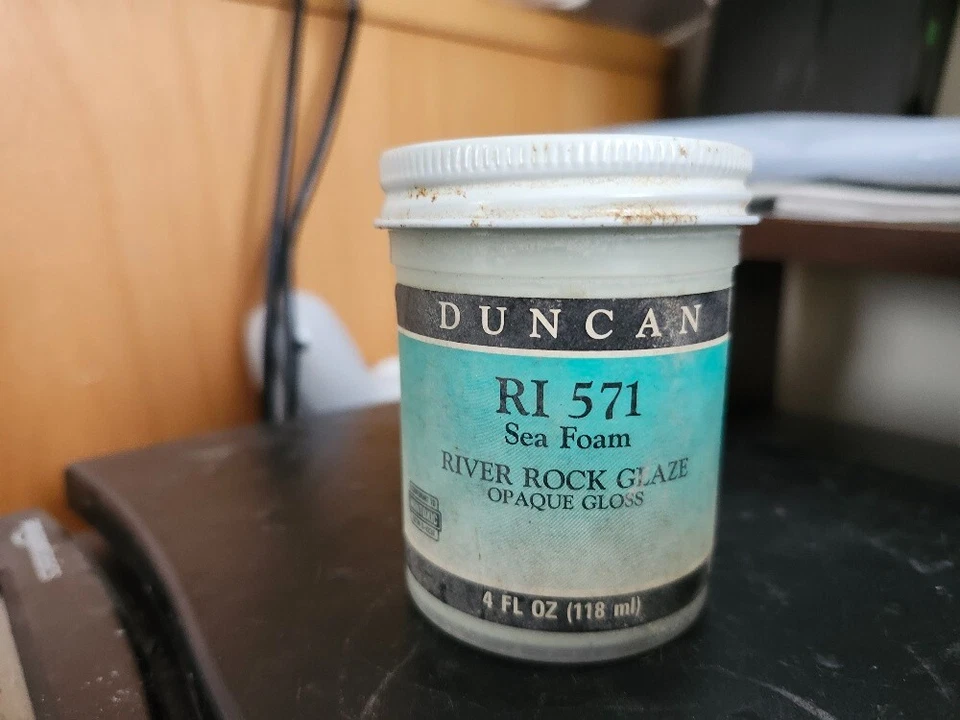 DUNCAN
RI 571
Sea Foam
RIVER ROCK GLAZE
OPAQUE GLOSS
4 FL OZ (118 ml)